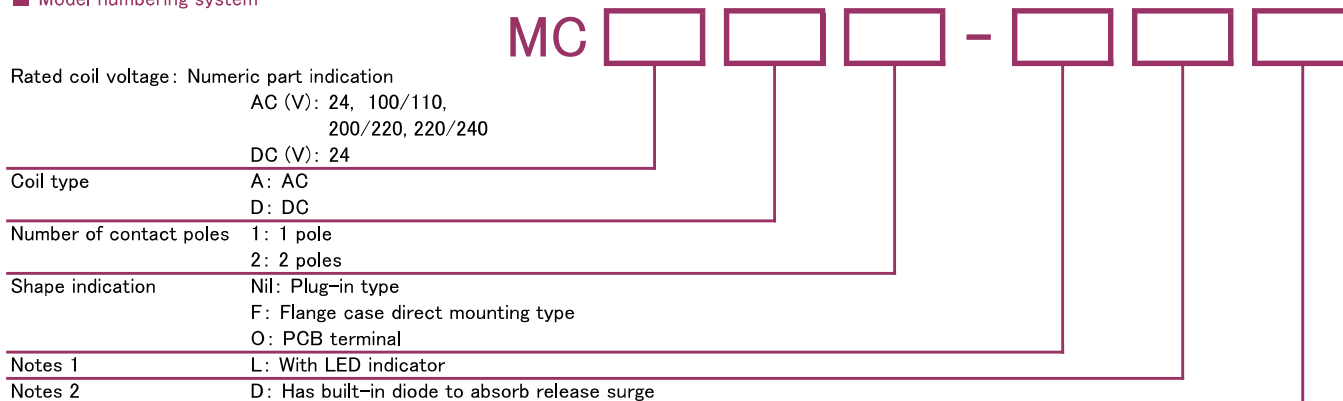 ■ Model numbering system
MC -
Rated coil voltage: Numeric part indication
AC (V): 24, 100/110,
200/220, 220/240
DC (V): 24
Coil type A: AC
D: DC
Number of contact poles 1: 1 pole
2: 2 poles
Shape indication Nil: Plug-in type
F: Flange case direct mounting type
O: PCB terminal
Notes 1 L: With LED indicator
Notes 2 D: Has built-in diode to absorb release surge